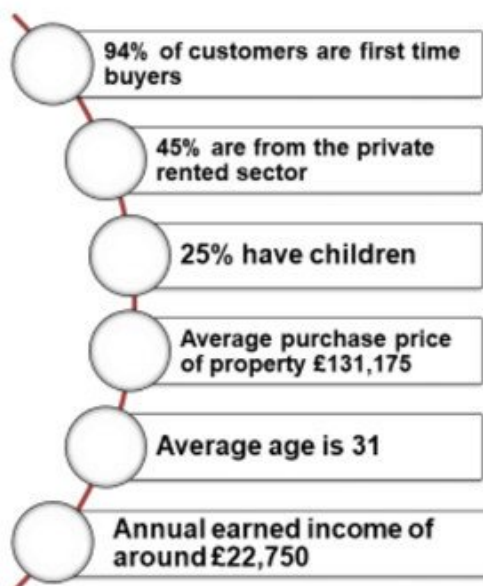 94% of customers are first time
buyers
45% are from the private
rented sector
25% have children
Average purchase price
of property £131,175
Average age is 31
Annual earned income of
around £22,750